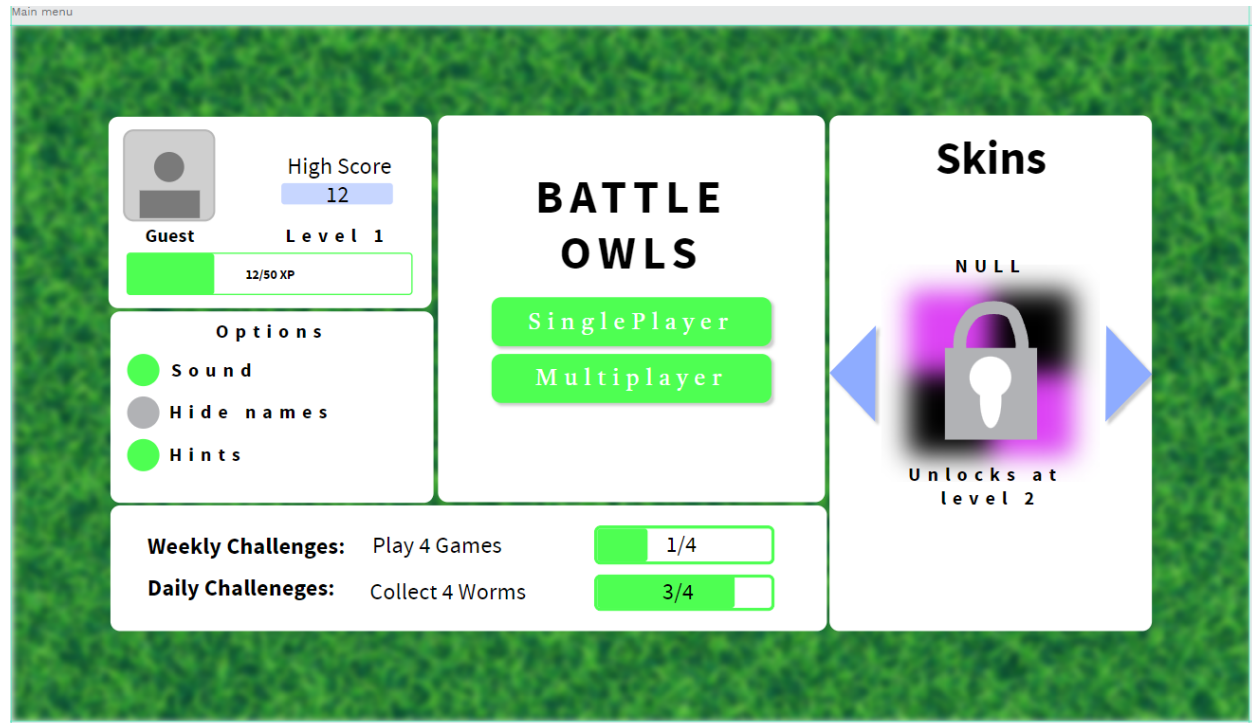 Main menu
High Score
12
Guest
Level 1
12/50 XP
Options
Sound
Hide names
Hints
BATTLE
OWLS
SinglePlayer
Multiplayer
Skins
NULL
Unlocks at
level 2
Weekly Challenges: Play 4 Games 1/4
Daily Challeneges: Collect 4 Worms 3/4